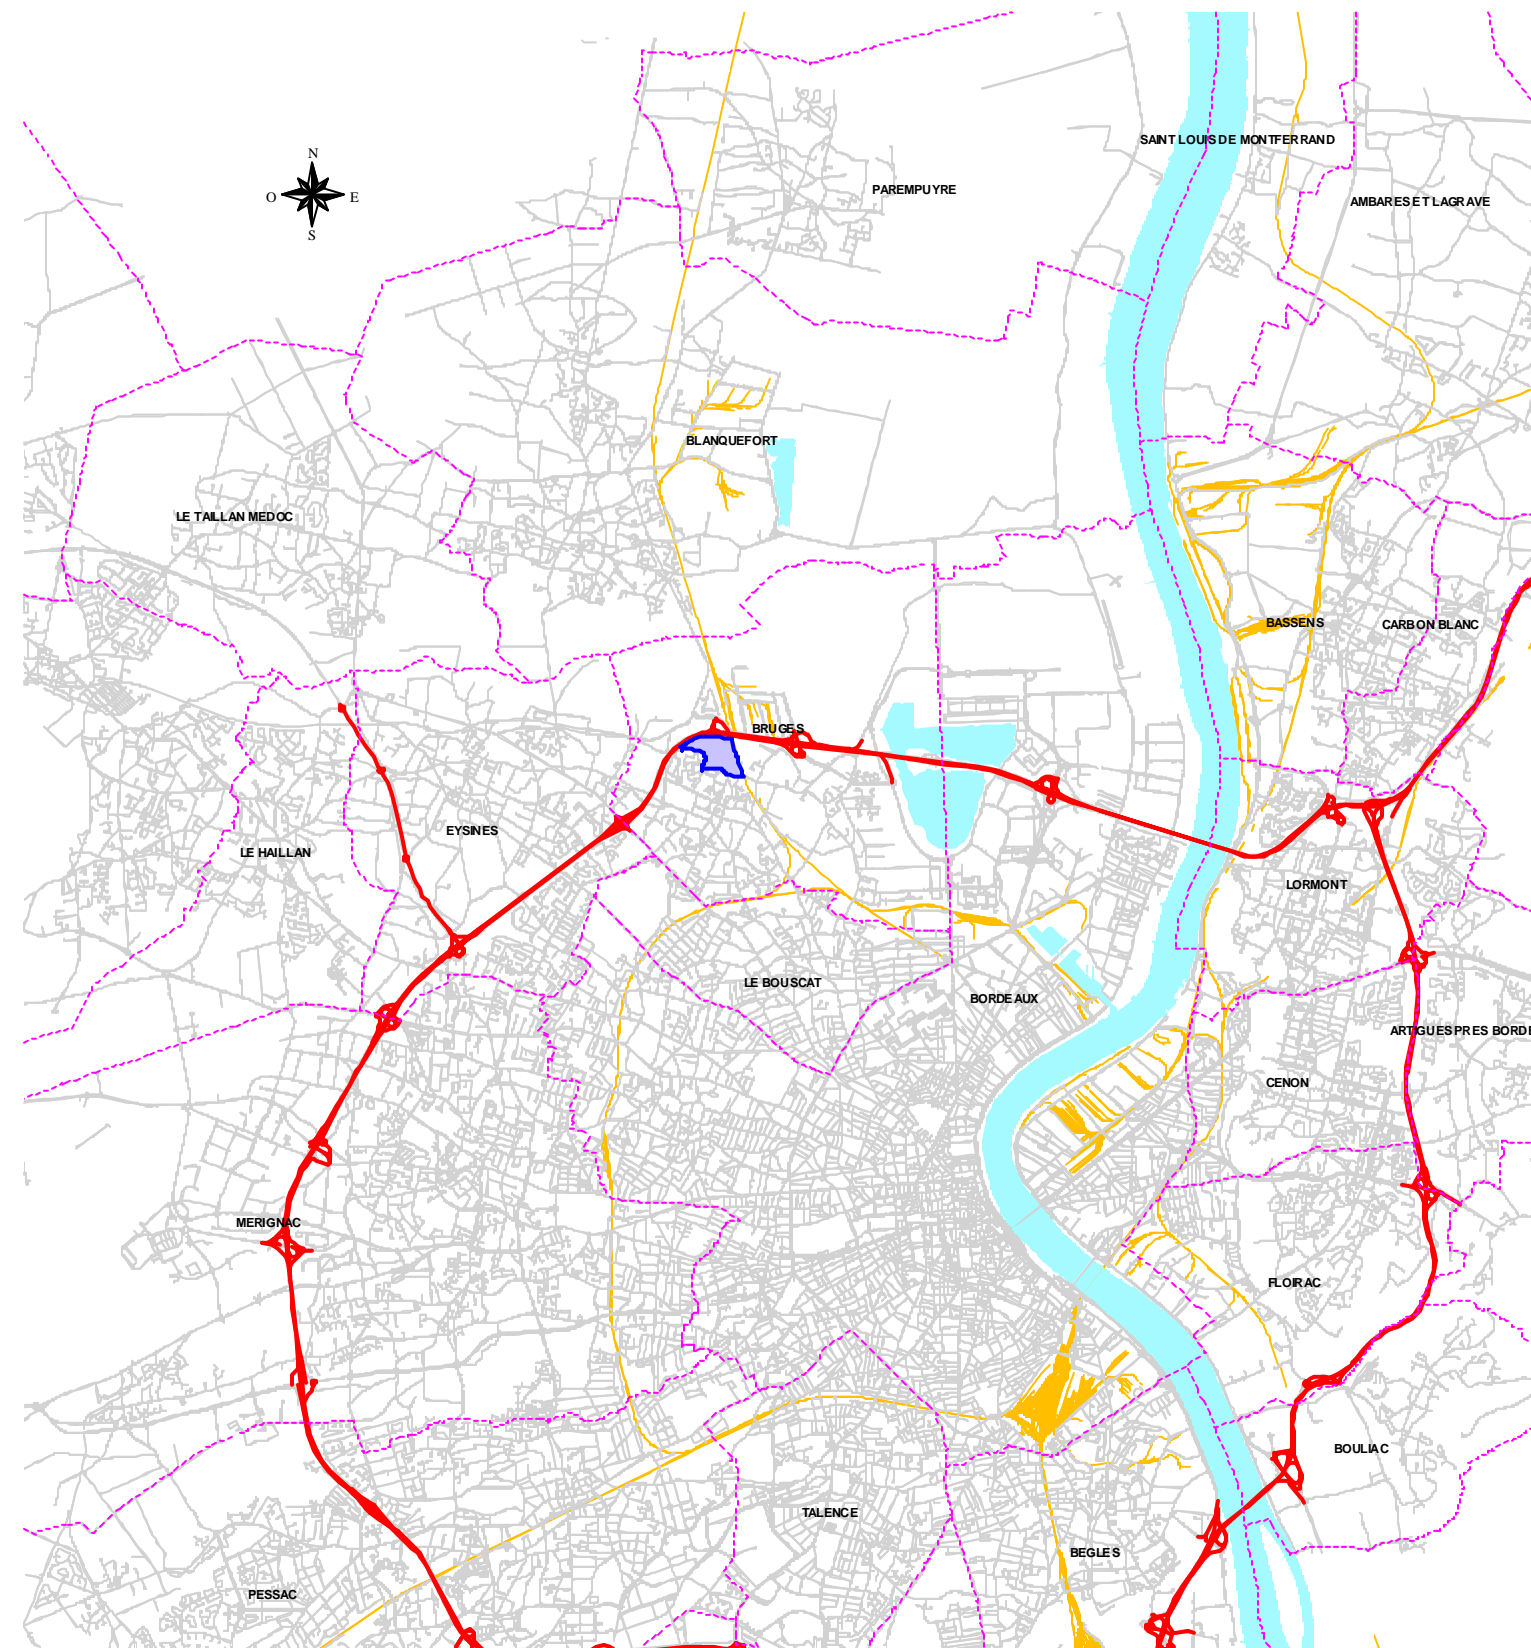 SAINT LOUIS DE MONTFERRAND
N
PAREMPUYRE
O
E
AMBARES ET LAGRAVE
S
BLANQUEFORT
LE TAILLAN MEDOC
BASSENS
CARBON BLANC
BRUGES
EYSINES
LE HAILLAN
LORMONT
LE BOUSCAT
BORDEAUX
ARTIGUES PRES BORDE
CENON
MERIGNAC
FLOIRAC
BOULIAC
TALENCE
BEGLES
PESSAC